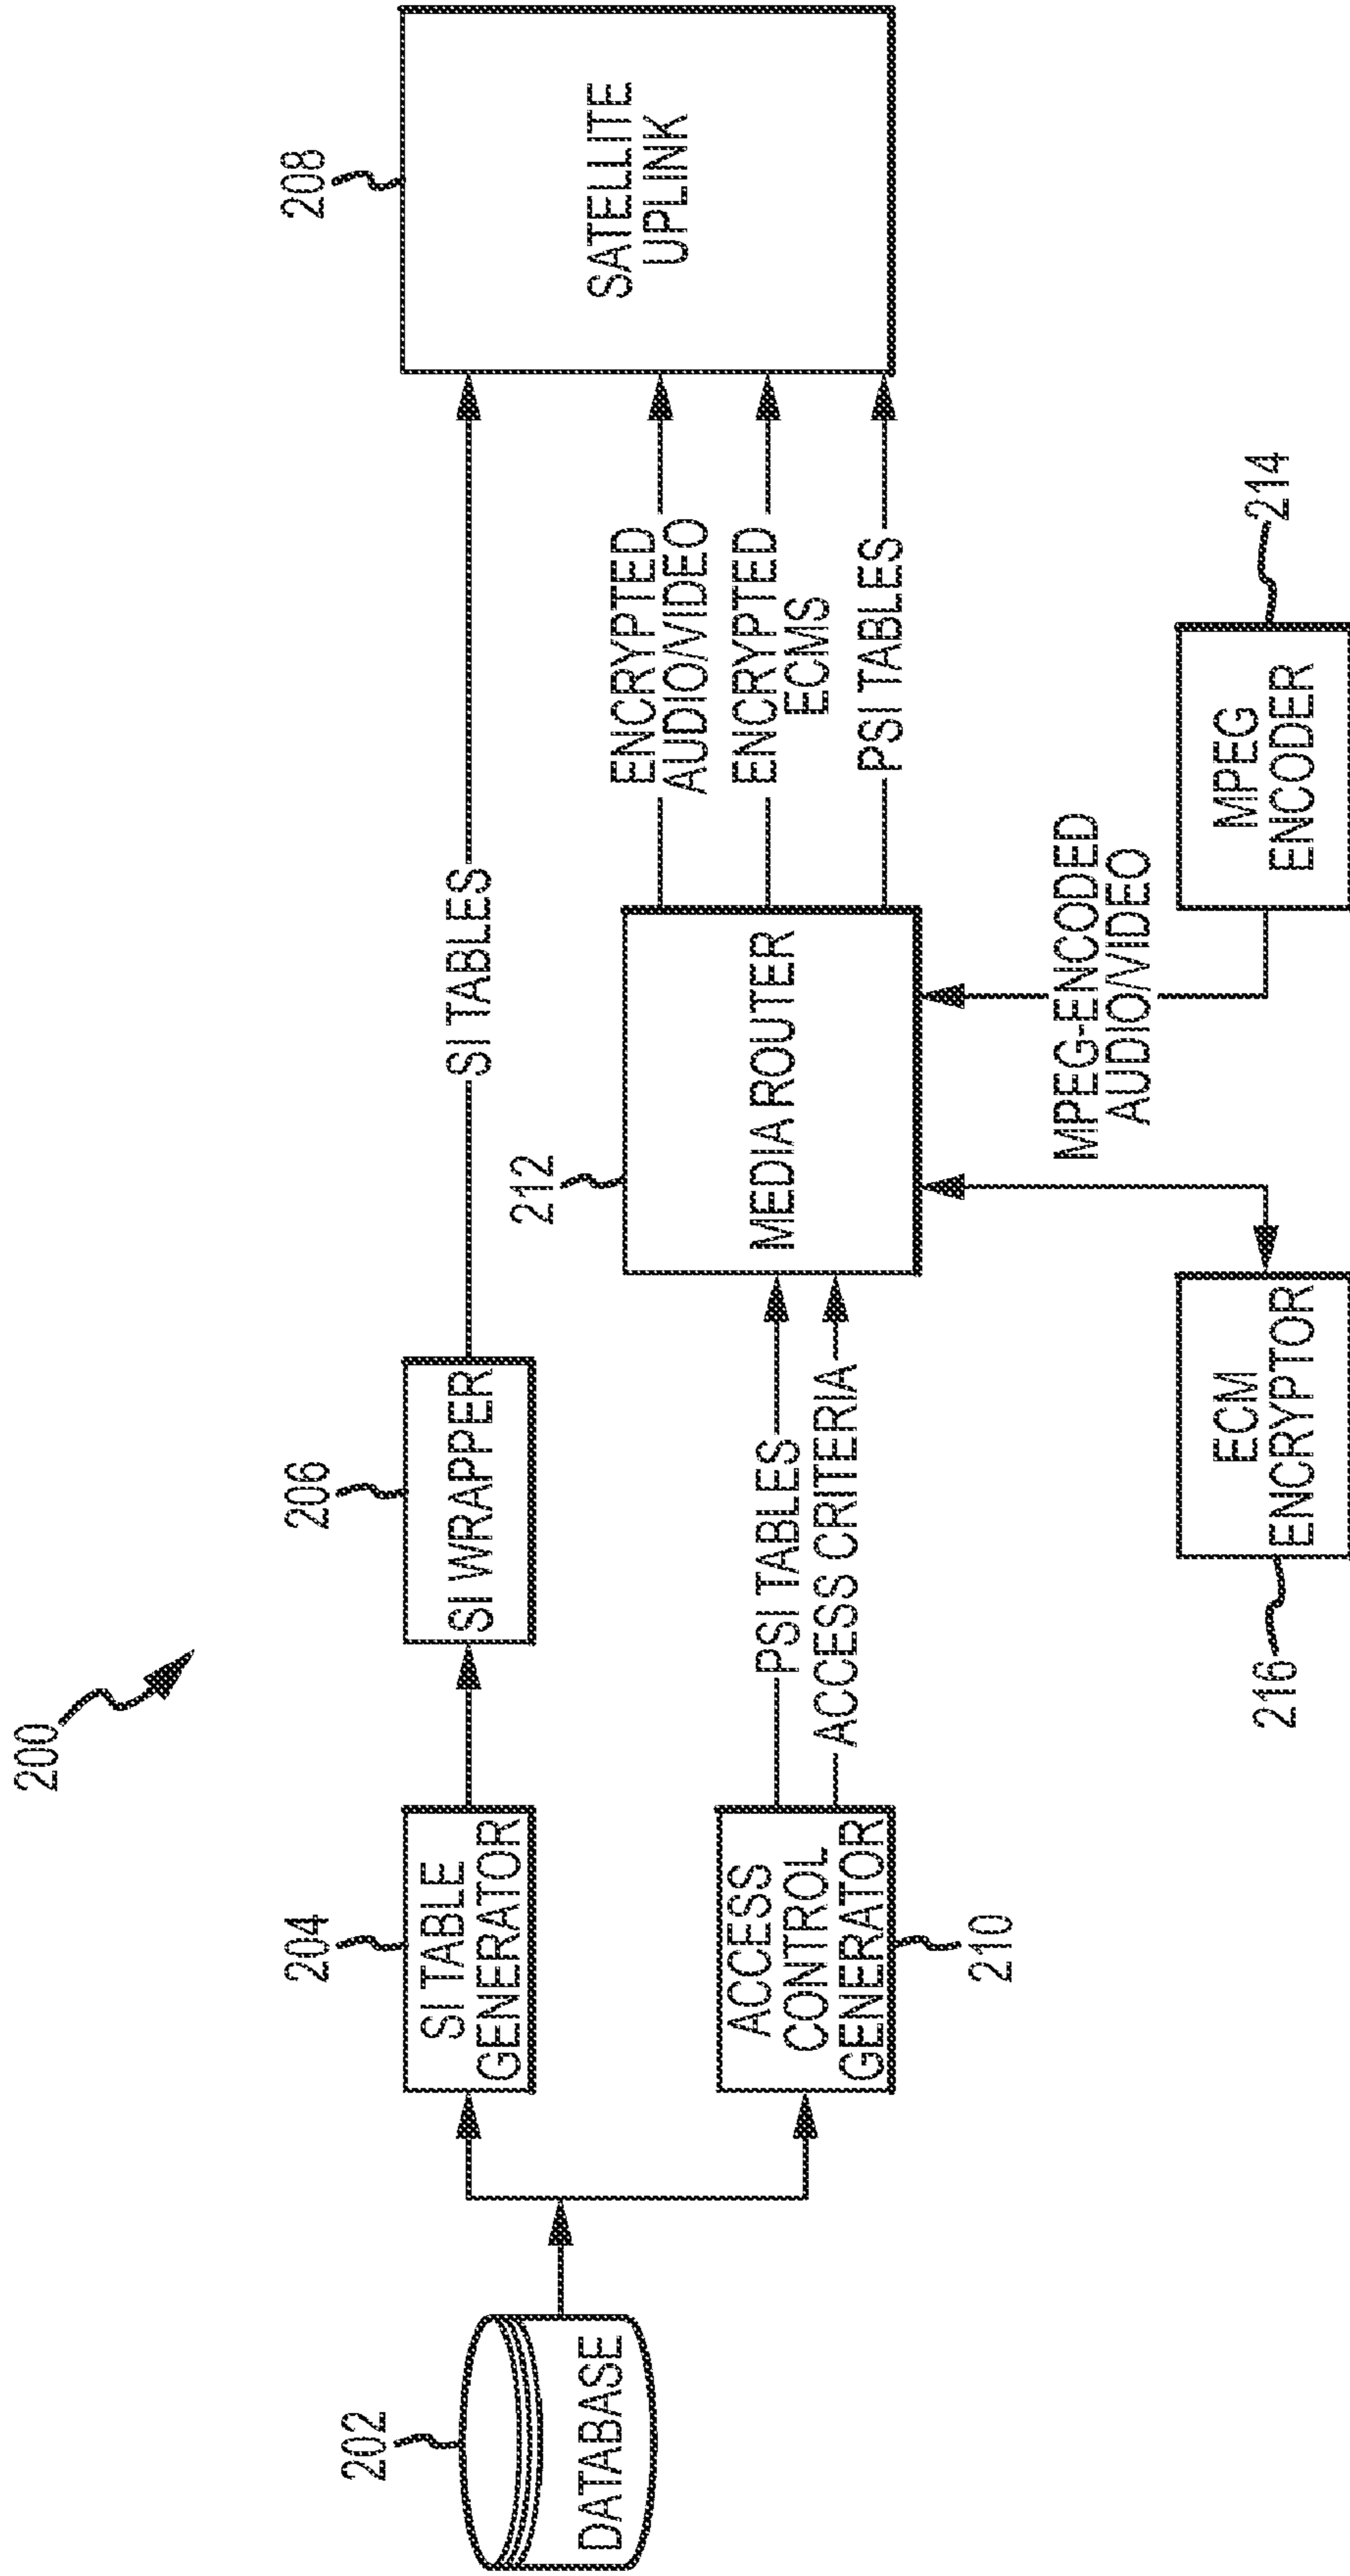 200
202
DATABASE
204
SI TABLE
GENERATOR
206
SI WRAPPER
SI TABLES
208
SATELLITE
UPLINK
ACCESS
CONTROL
GENERATOR
210
PSI TABLES
ACCESS CRITERIA
212
MEDIA ROUTER
ENCRYPTED
AUDIO/VIDEO
ENCRYPTED
ECMS
PSI TABLES
MPEG-ENCODED
AUDIO/VIDEO
216
ECM
ENCRYPTOR
MPEG
ENCODER
214